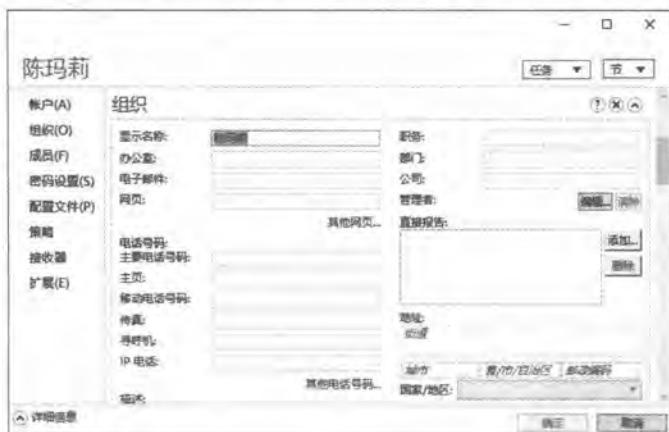 陈玛莉
任务
节
帐户(A)
组织(O)
成员(F)
密码设置(S)
配置文件(P)
策略
接收器
扩展(E)
组织
显示名称:
办公室:
电子邮件:
网页:
其他网页...
电话号码:
主要电话号码:
主页:
移动电话号码:
传真:
寻呼机:
IP 电话:
其他电话号码...
描述:
职务:
部门:
公司:
管理者:
编辑...
清除
直接报告:
添加...
删除
地址:
街道
城市
省/市/自治区
邮政编码
国家/地区:
详细信息
确定
取消